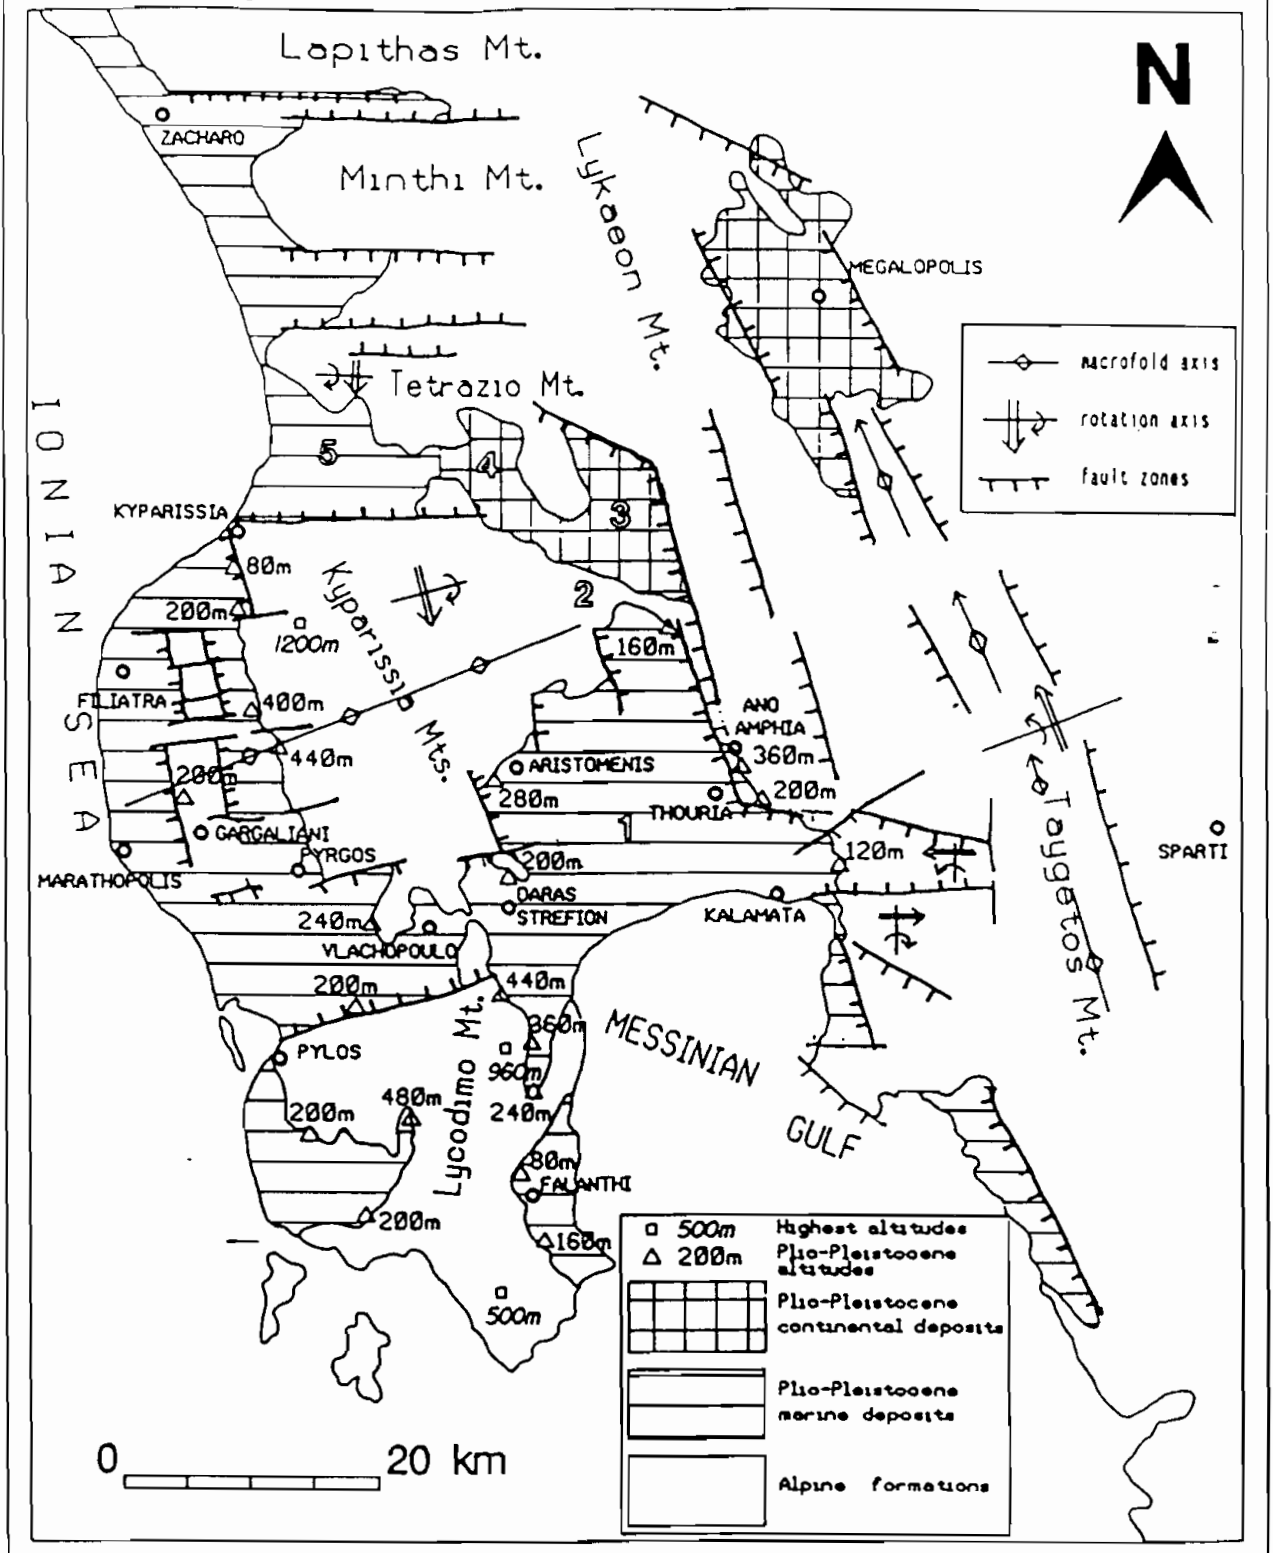 Lapithas Mt.
N
ZACHARO
Minthi Mt.
Lykaeon Mt.
MEGALOPOLIS
macrofold axis
rotation axis
fault zones
Tetrazio Mt.
IONIAN SEA
5
4
3
KYPARISSIA
80m
2
200m
1200m
Kyparissia Mts.
160m
FILIATRA
400m
ANO
AMPHIA
440m
360m
ARISTOMENIS
200m
280m
200m
THOURIA
1
GARGALIANI
PYRGOS
200m
120m
SPARTI
MARATHOPOLIS
DARAS
STREFION
KALAMATA
240m
VLACHOPOULO
Taygetos Mt.
200m
440m
360m
MESSINIAN
GULF
PYLOS
960m
Lycodimo Mt.
480m
240m
200m
80m
FALANTHI
200m
160m
500m
500m Highest altitudes
200m Plio-Pleistocene
altitudes
Plio-Pleistocene
continental deposits
Plio-Pleistocene
marine deposits
Alpine formations
0 20 km